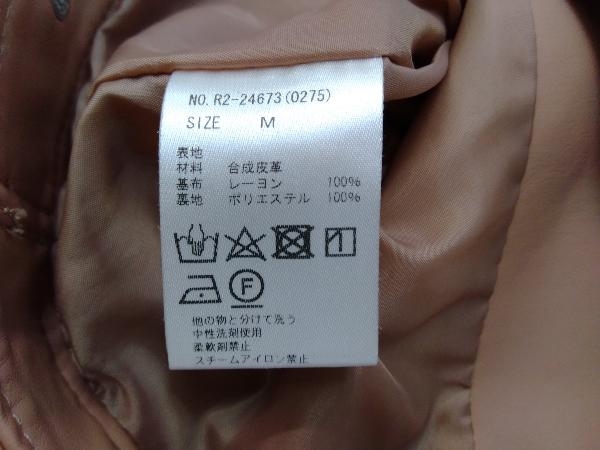 NO. R2-24673(0275)
SIZE M
表地
材料 合成皮革
基布 レーヨン 100%
裏地 ポリエステル 100%
F
他の物と分けて洗う
中性洗剤使用
柔軟剤禁止
スチームアイロン禁止